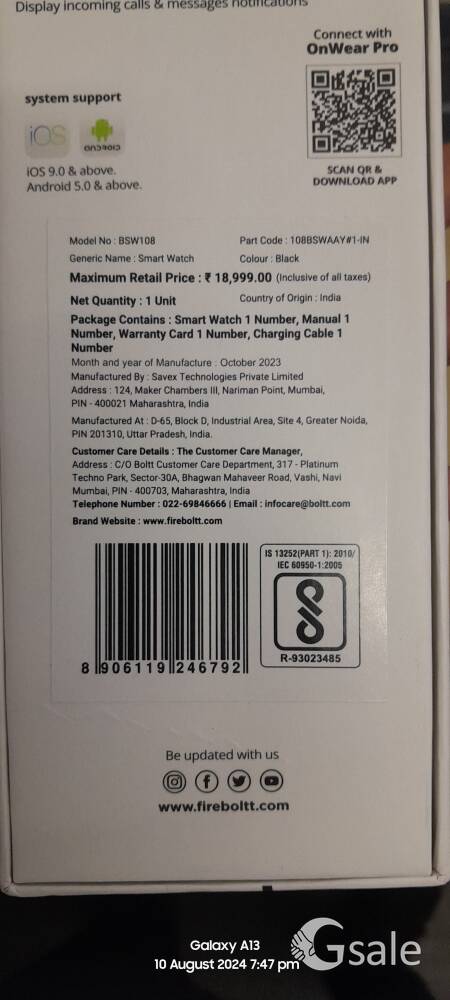 Display incoming calls & messages notifications
Connect with
OnWear Pro
system support
iOS
ANDROID
iOS 9.0 & above.
Android 5.0 & above.
SCAN QR &
DOWNLOAD APP
Model No : BSW108
Part Code : 108BSWAAY#1-IN
Generic Name : Smart Watch
Colour : Black
Maximum Retail Price : ₹ 18,999.00 (Inclusive of all taxes)
Net Quantity : 1 Unit
Country of Origin : India
Package Contains : Smart Watch 1 Number, Manual 1
Number, Warranty Card 1 Number, Charging Cable 1
Number
Month and year of Manufacture : October 2023
Manufactured By : Savex Technologies Private Limited
Address : 124, Maker Chambers III, Nariman Point, Mumbai,
PIN - 400021 Maharashtra, India
Manufactured At : D-65, Block D, Industrial Area, Site 4, Greater Noida,
PIN 201310, Uttar Pradesh, India.
Customer Care Details : The Customer Care Manager,
Address : C/O Boltt Customer Care Department, 317 - Platinum
Techno Park, Sector-30A, Bhagwan Mahaveer Road, Vashi, Navi
Mumbai, PIN - 400703, Maharashtra, India
Telephone Number : 022-69846666 | Email : infocare@boltt.com
Brand Website : www.fireboltt.com
IS 13252(PART 1): 2010/
IEC 60950-1:2005
R-93023485
8 906119 246792
Be updated with us
www.fireboltt.com
Galaxy A13
10 August 2024 7:47 pm
Gsale